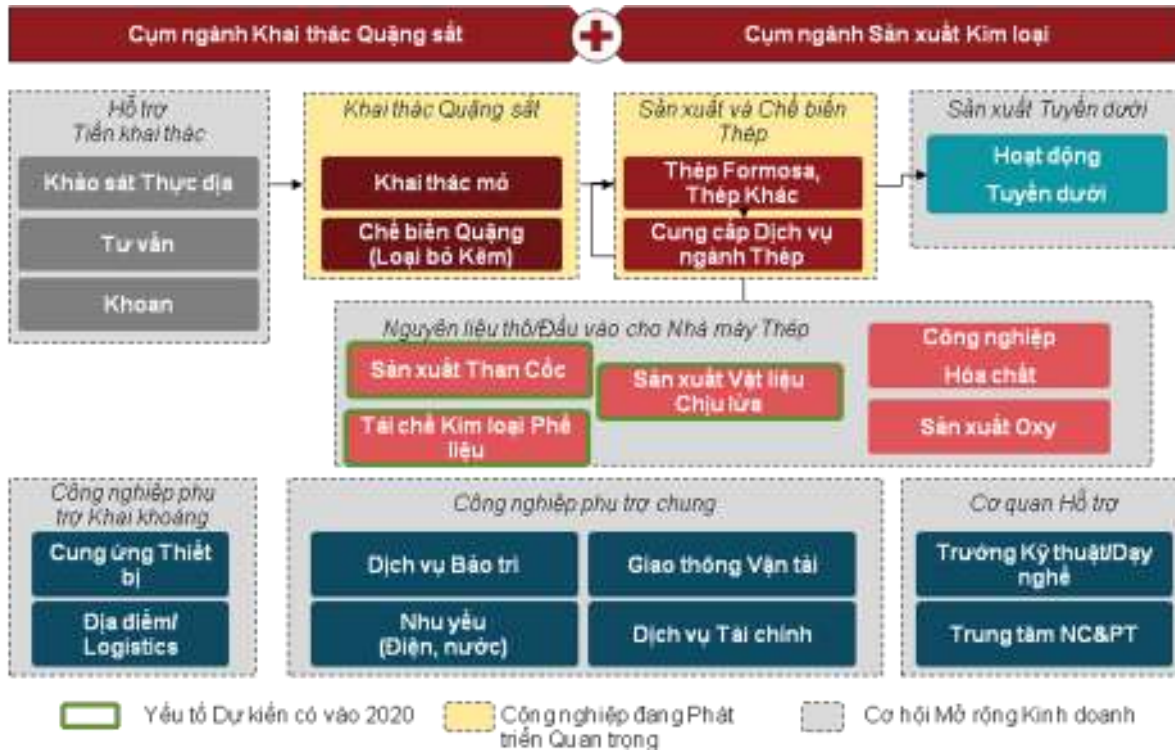 Cụm ngành Khai thác Quặng sắt
Cụm ngành Sản xuất Kim loại
Hỗ trợ
Tiền khai thác
Khảo sát Thực địa
Tư vấn
Khoan
Khai thác Quặng sắt
Khai thác mỏ
Chế biến Quặng
(Loại bỏ Kẽm)
Sản xuất và Chế biến
Thép
Thép Formosa,
Thép Khác
Cung cấp Dịch vụ
ngành Thép
Sản xuất Tuyến dưới
Hoạt động
Tuyến dưới
Nguyên liệu thô/Đầu vào cho Nhà máy Thép
Sản xuất Than Cốc
Tái chế Kim loại Phế
liệu
Sản xuất Vật liệu
Chịu lửa
Công nghiệp
Hóa chất
Sản xuất Oxy
Công nghiệp phụ
trợ Khai khoáng
Cung ứng Thiết
bị
Địa điểm/
Logistics
Công nghiệp phụ trợ chung
Dịch vụ Bảo trì
Giao thông Vận tải
Nhu yếu
(Điện, nước)
Dịch vụ Tài chính
Cơ quan Hỗ trợ
Trường Kỹ thuật/Dạy
nghề
Trung tâm NC&PT
Yếu tố Dự kiến có vào 2020
Công nghiệp đang Phát
triển Quan trọng
Cơ hội Mở rộng Kinh doanh